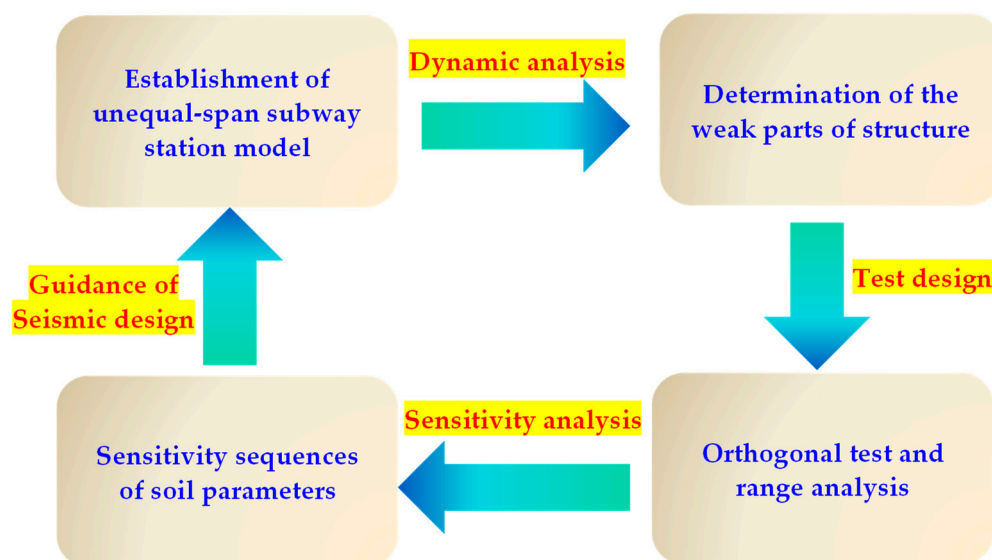 Establishment of
unequal-span subway
station model
Dynamic analysis
Determination of the
weak parts of structure
Test design
Orthogonal test and
range analysis
Sensitivity analysis
Sensitivity sequences
of soil parameters
Guidance of
Seismic design